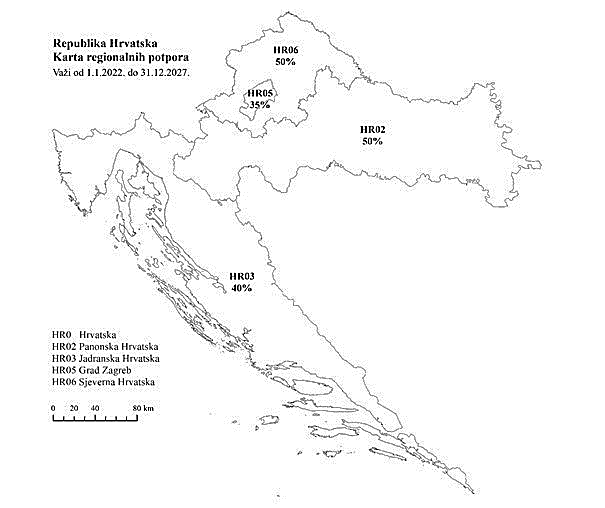 Republika Hrvatska
Karta regionalnih potpora
Važi od 1.1.2022. do 31.12.2027.
HR06
50%
HR05
35%
HR02
50%
HR03
40%
HR0 Hrvatska
HR02 Panonska Hrvatska
HR03 Jadranska Hrvatska
HR05 Grad Zagreb
HR06 Sjeverna Hrvatska
0 20 40 80 km